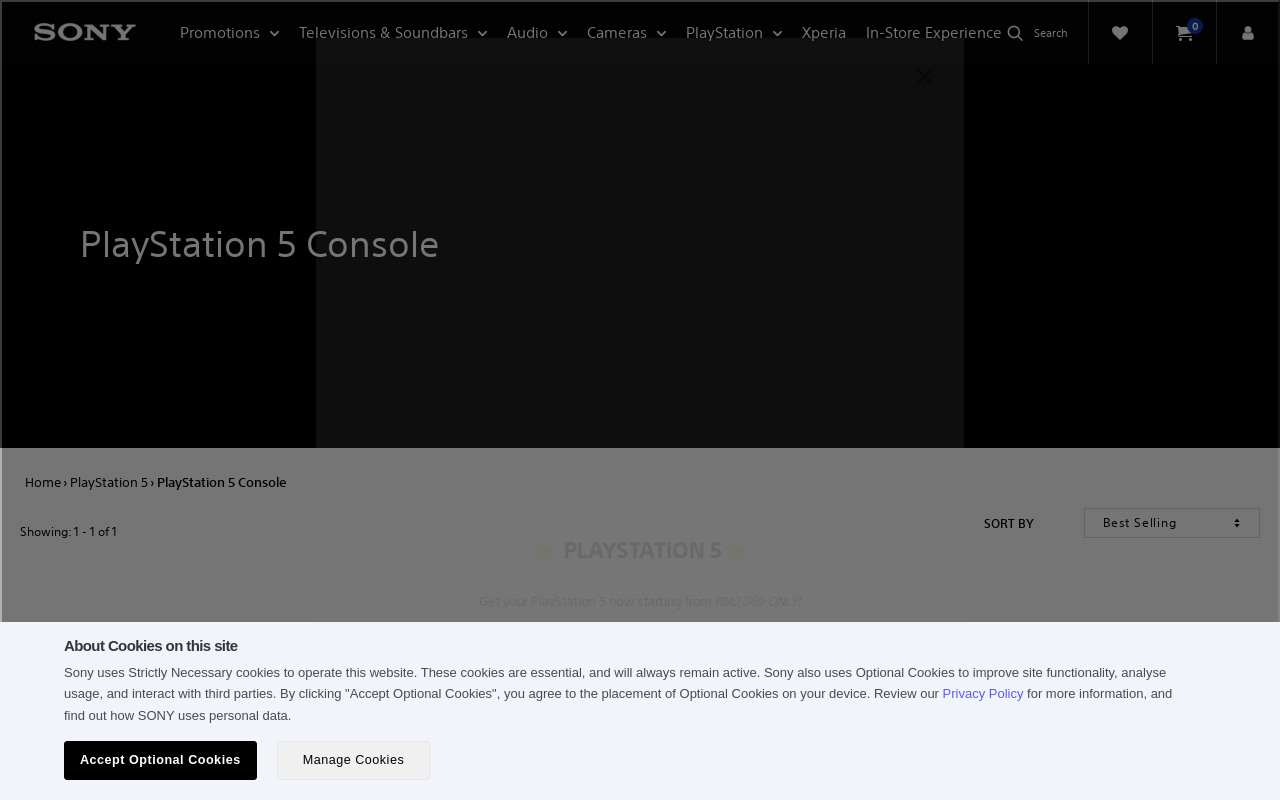 SONY
Promotions
Televisions & Soundbars
Audio
Cameras
PlayStation
Xperia
In-Store Experience
Search
0
PlayStation 5 Console
Home › PlayStation 5 › PlayStation 5 Console
Showing: 1 - 1 of 1
SORT BY
Best Selling
PLAYSTATION 5
Get your PlayStation 5 now starting from RM2,069 ONLY!
About Cookies on this site
Sony uses Strictly Necessary cookies to operate this website. These cookies are essential, and will always remain active. Sony also uses Optional Cookies to improve site functionality, analyse
usage, and interact with third parties. By clicking "Accept Optional Cookies", you agree to the placement of Optional Cookies on your device. Review our Privacy Policy for more information, and
find out how SONY uses personal data.
Accept Optional Cookies
Manage Cookies